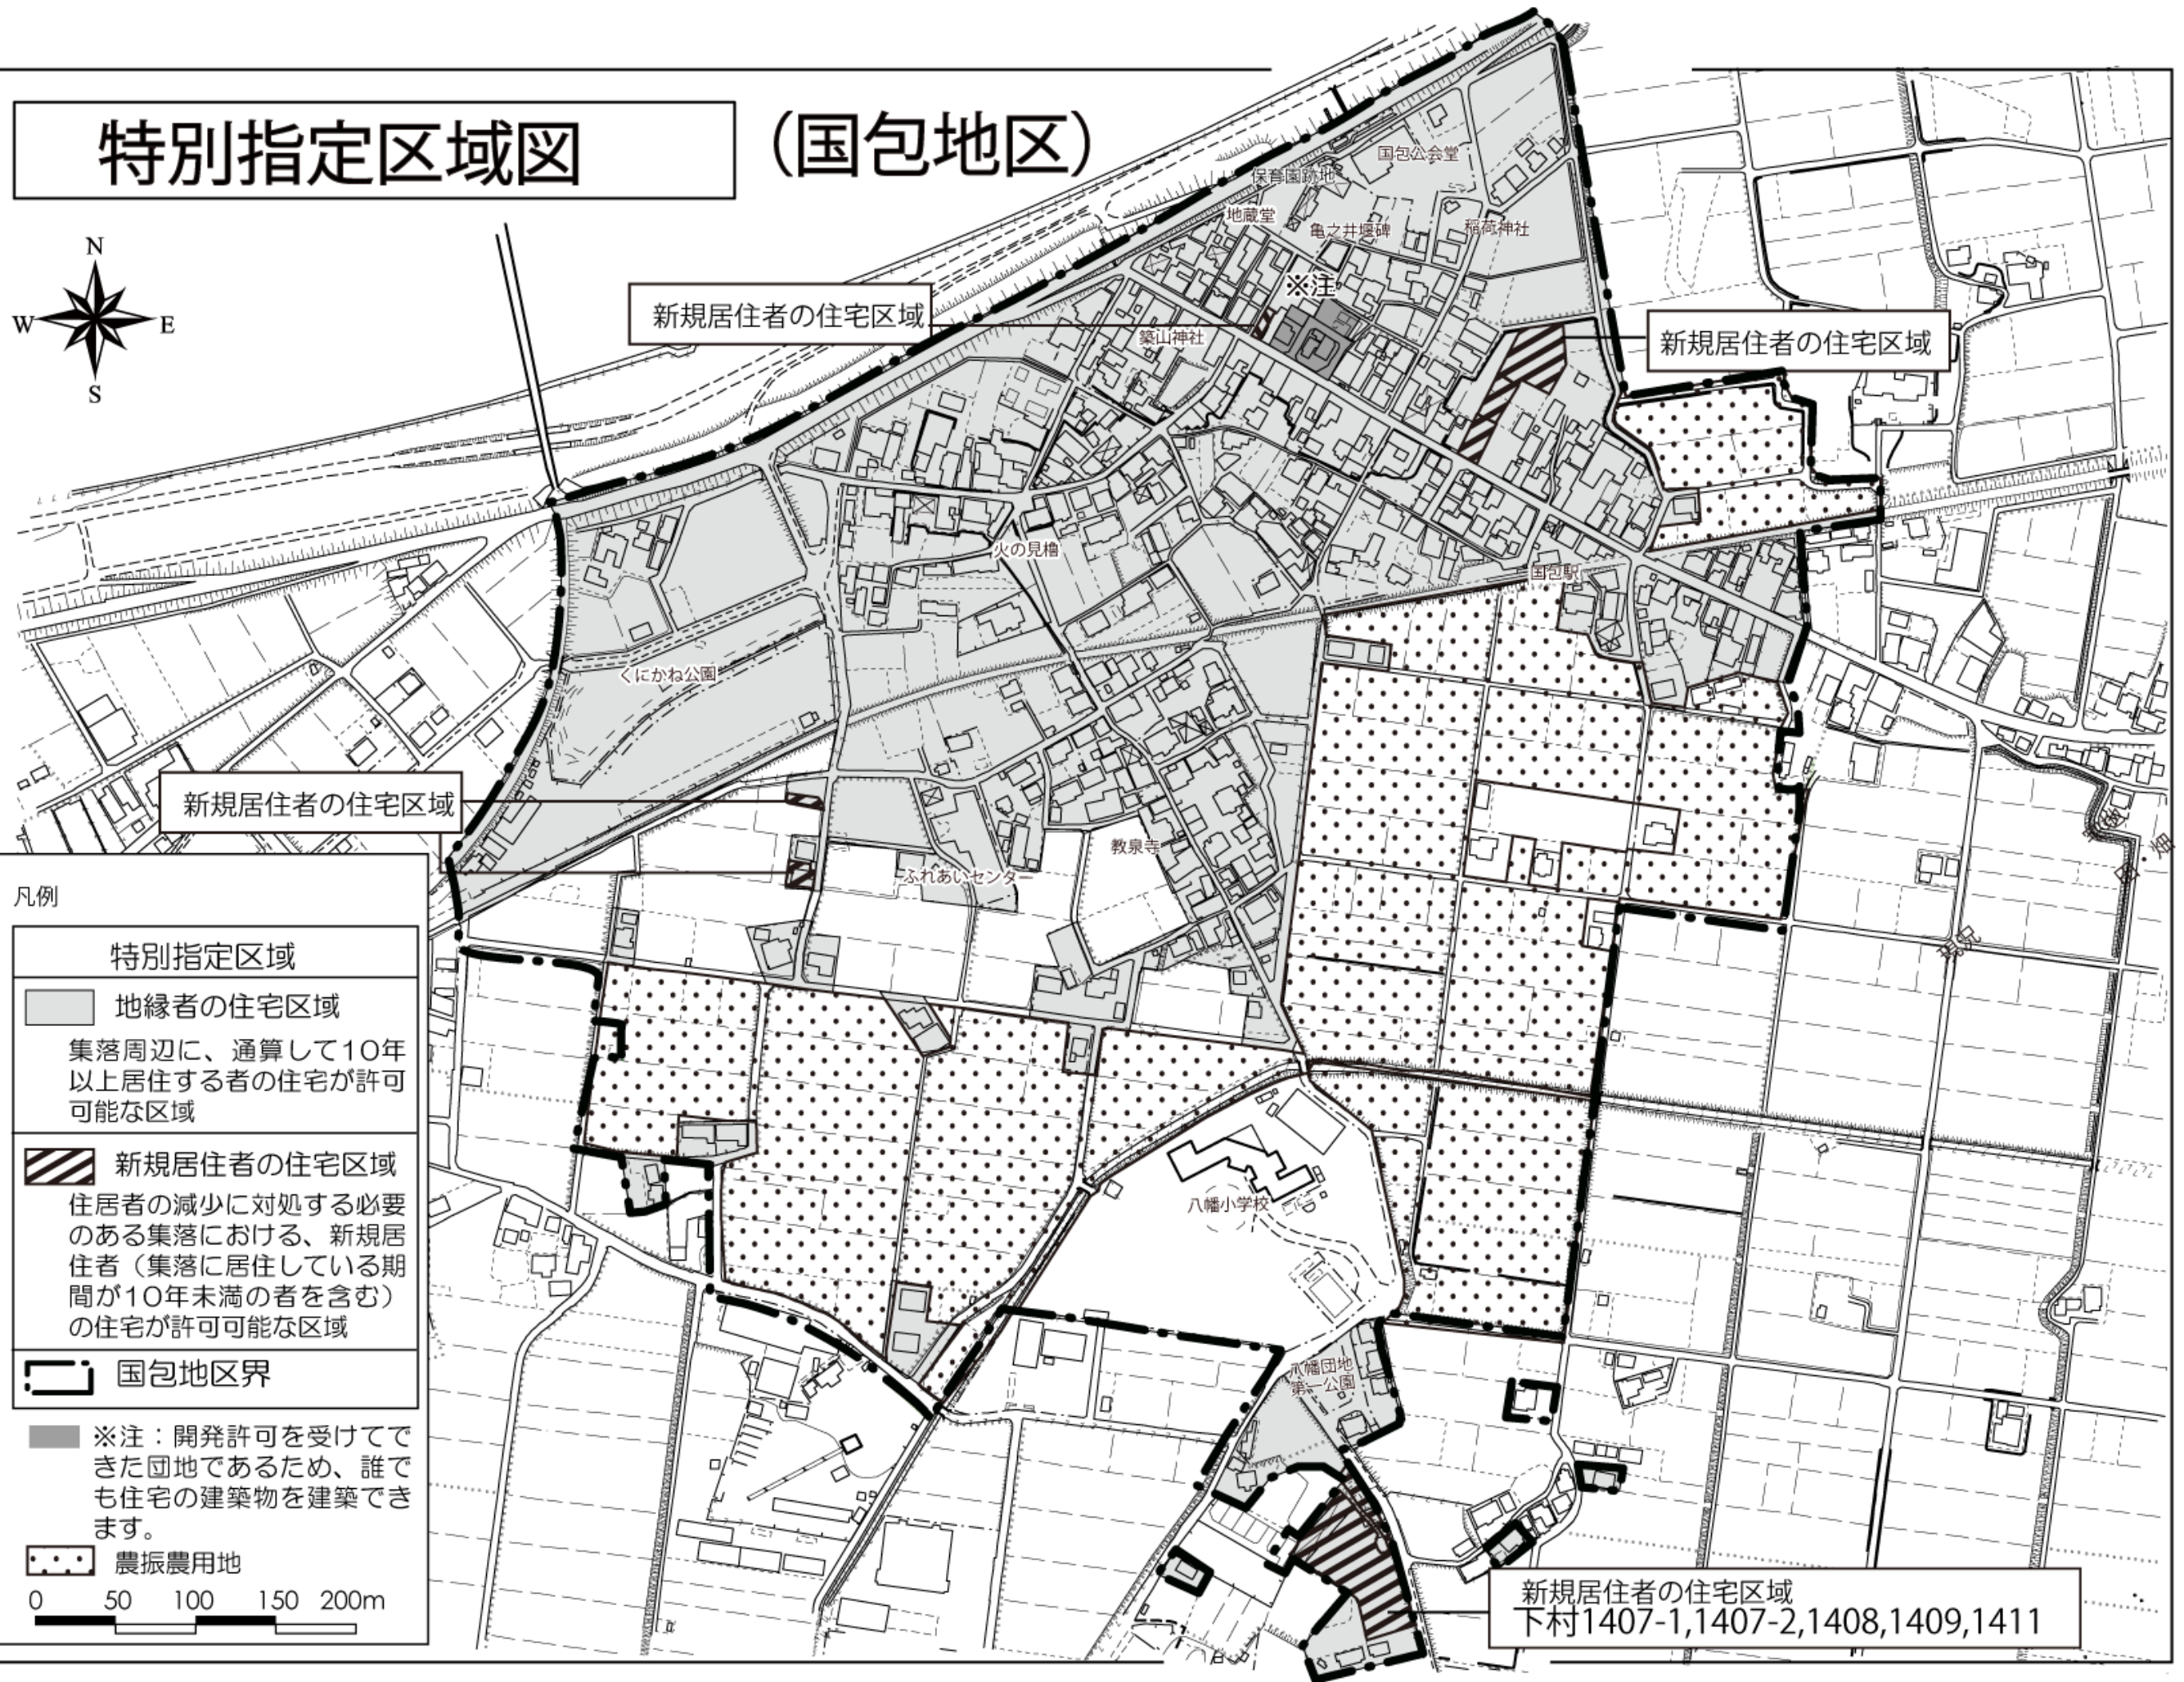 特別指定区域図
（国包地区）
N
W
E
S
国包公会堂
保育園跡地
地蔵堂
亀之井堰碑
稲荷神社
※注
新規居住者の住宅区域
築山神社
新規居住者の住宅区域
火の見櫓
国包駅
くにかね公園
新規居住者の住宅区域
教泉寺
ふれあいセンター
八幡小学校
八幡団地
第一公園
新規居住者の住宅区域
下村1407-1,1407-2,1408,1409,1411
凡例
特別指定区域
地縁者の住宅区域
集落周辺に、通算して10年
以上居住する者の住宅が許可
可能な区域
新規居住者の住宅区域
住居者の減少に対処する必要
のある集落における、新規居
住者（集落に居住している期
間が10年未満の者を含む）
の住宅が許可可能な区域
国包地区界
※注：開発許可を受けてで
きた団地であるため、誰で
も住宅の建築物を建築でき
ます。
農振農用地
0 50 100 150 200m